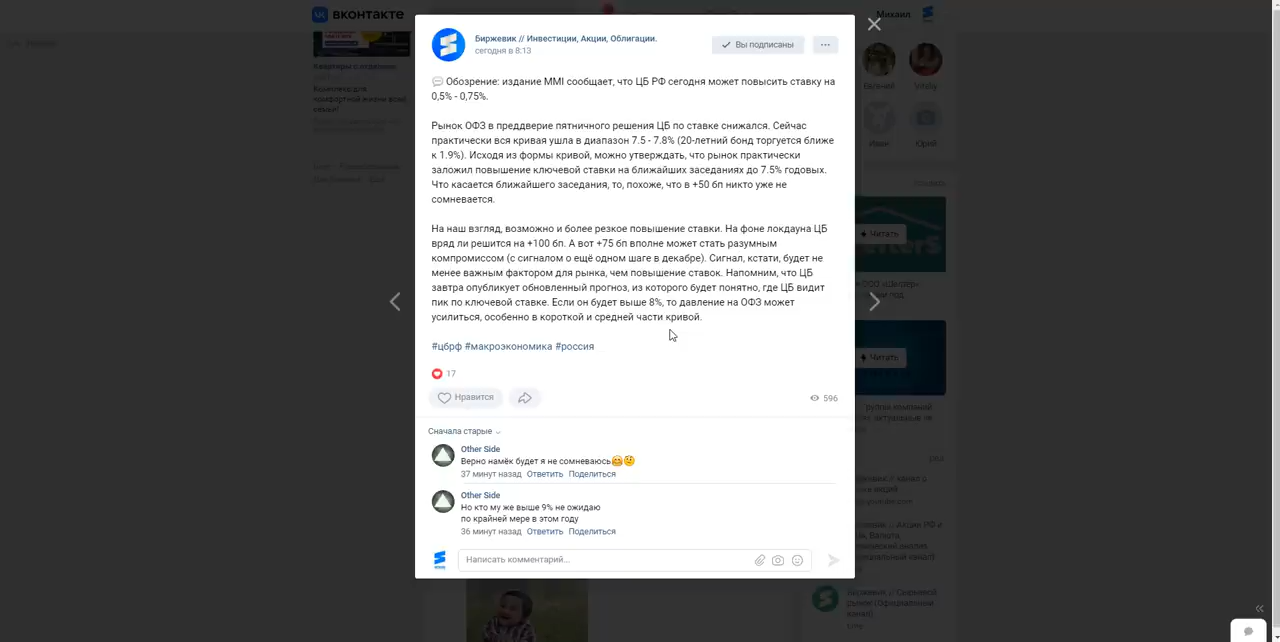 вконтакте
Михаил
Биржевик // Инвестиции, Акции, Облигации.
сегодня в 8:13
Вы подписаны
💬 Обозрение: издание MMI сообщает, что ЦБ РФ сегодня может повысить ставку на
0,5% - 0,75%.
Рынок ОФЗ в преддверие пятничного решения ЦБ по ставке снижался. Сейчас
практически вся кривая ушла в диапазон 7.5 - 7.8% (20-летний бонд торгуется ближе
к 1.9%). Исходя из формы кривой, можно утверждать, что рынок практически
заложил повышение ключевой ставки на ближайших заседаниях до 7.5% годовых.
Что касается ближайшего заседания, то, похоже, что в +50 бп никто уже не
сомневается.
На наш взгляд, возможно и более резкое повышение ставки. На фоне локдауна ЦБ
вряд ли решится на +100 бп. А вот +75 бп вполне может стать разумным
компромиссом (с сигналом о ещё одном шаге в декабре). Сигнал, кстати, будет не
менее важным фактором для рынка, чем повышение ставок. Напомним, что ЦБ
завтра опубликует обновленный прогноз, из которого будет понятно, где ЦБ видит
пик по ключевой ставке. Если он будет выше 8%, то давление на ОФЗ может
усилиться, особенно в короткой и средней части кривой.
#цбрф #макроэкономика #россия
17
Нравится
596
Сначала старые
Other Side
Верно намёк будет я не сомневаюсь
37 минут назад Ответить Поделиться
Other Side
Но кто му же выше 9% не ожидаю
по крайней мере в этом году
36 минут назад Ответить Поделиться
Написать комментарий...
Евгений
Иван
Юрий
Читать
Читать